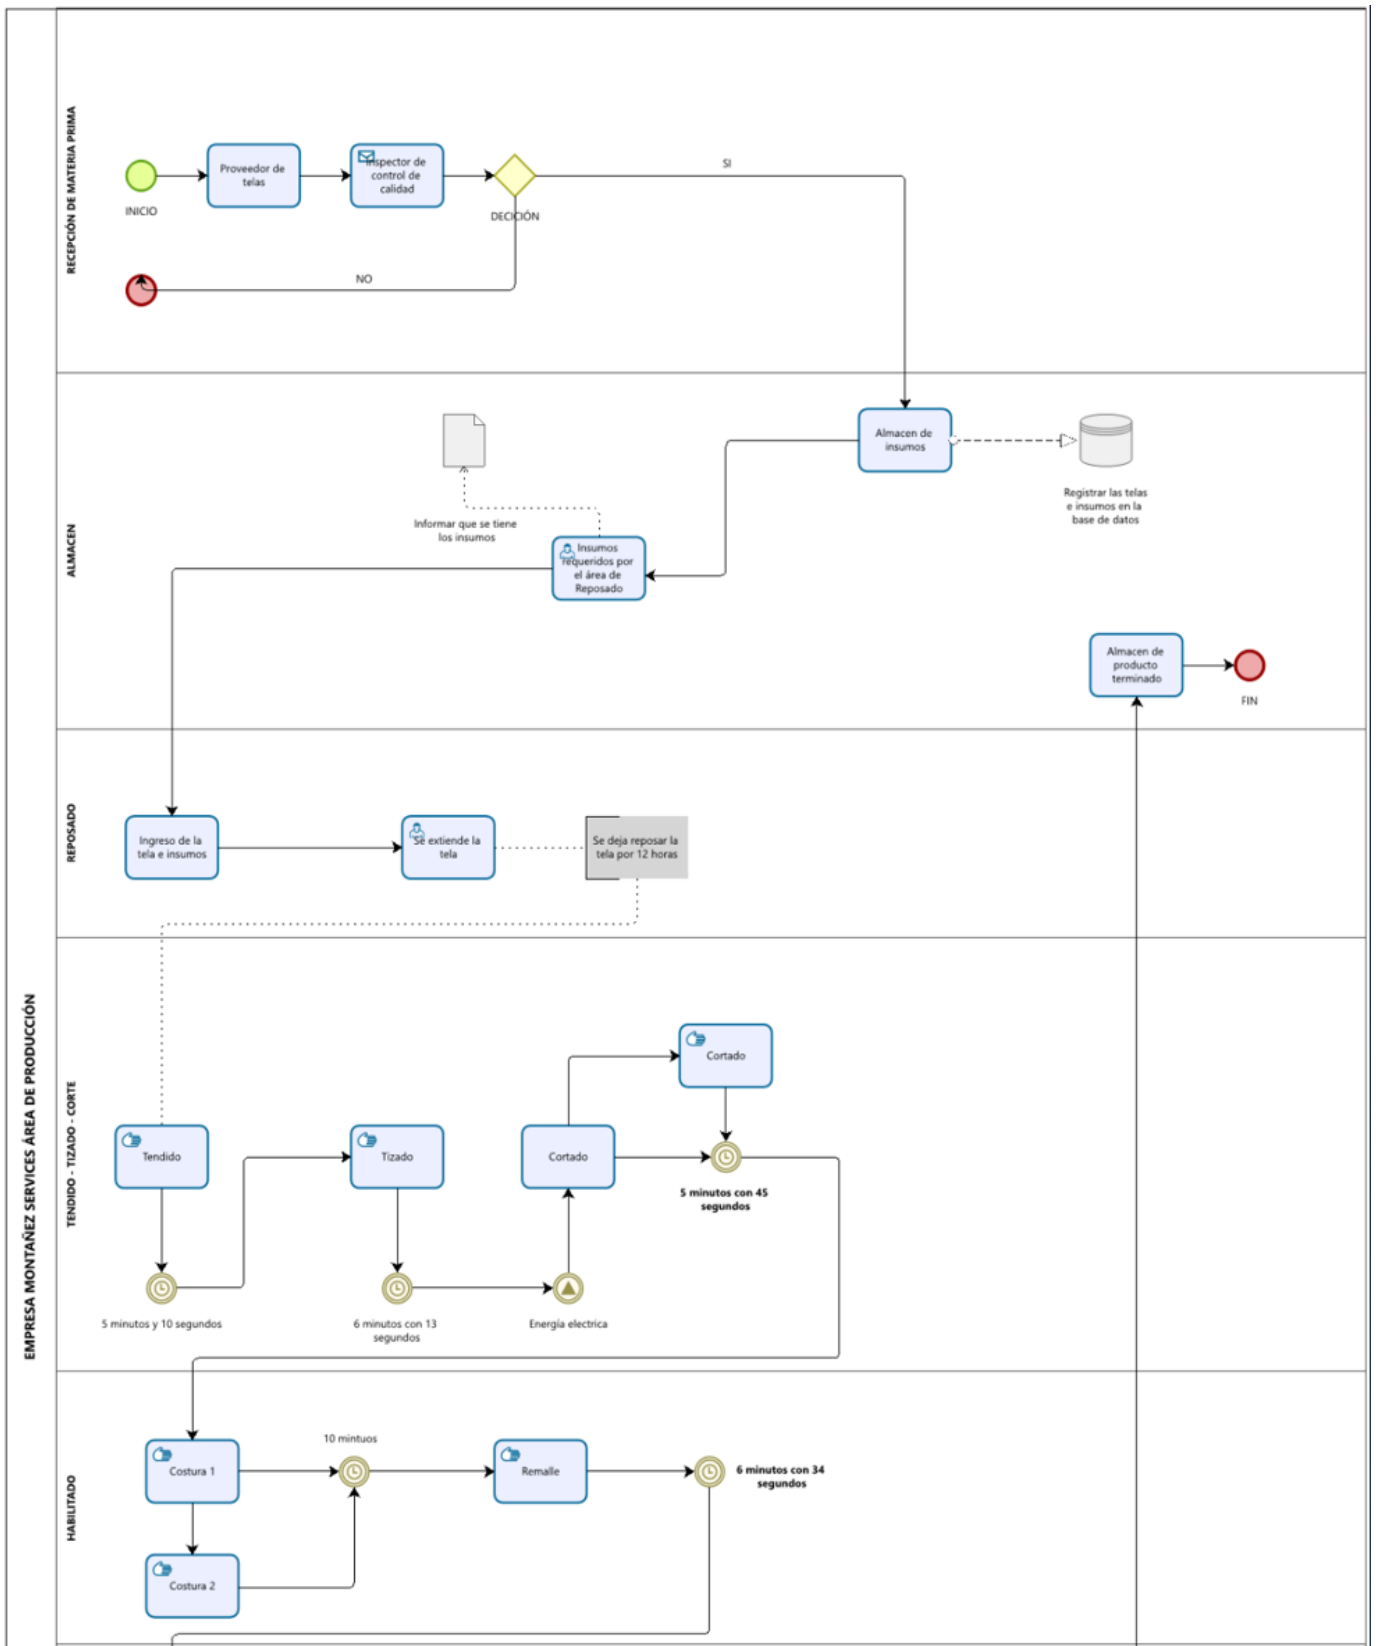 EMPRESA MONTAÑEZ SERVICES ÁREA DE PRODUCCIÓN
RECEPCIÓN DE MATERIA PRIMA
INICIO
Proveedor de
telas
Inspector de
control de
calidad
DECICIÓN
SI
NO
ALMACEN
Almacen de
insumos
Registrar las telas
e insumos en la
base de datos
Informar que se tiene
los insumos
Insumos
requeridos por
el área de
Reposado
Almacen de
producto
terminado
FIN
REPOSADO
Ingreso de la
tela e insumos
Se extiende la
tela
Se deja reposar la
tela por 12 horas
TENDIDO - TIZADO - CORTE
Cortado
Tendido
Tizado
Cortado
5 minutos con 45
segundos
5 minutos y 10 segundos
6 minutos con 13
segundos
Energía electrica
HABILITADO
10 mintuos
Costura 1
Remalle
6 minutos con 34
segundos
Costura 2